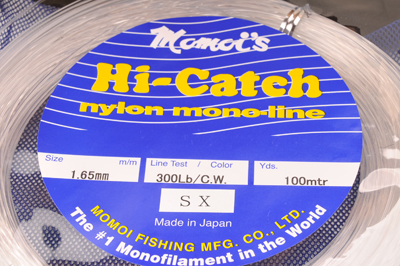 Momoi's
Hi-Catch
nylon mono-line
Size m/m Line Test / Color Yds.
1.65mm 300Lb/C.W. 100mtr
S X
Made in Japan
MOMOI FISHING MFG. CO., LTD.
The #1 Monofilament in the World